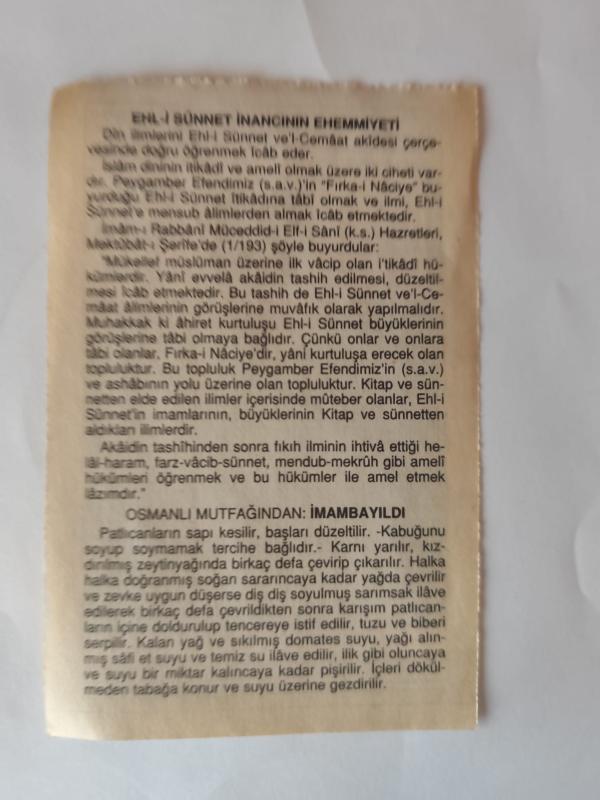 EHL-İ SÜNNET İNANCININ EHEMMİYETİ
Dîn ilimlerini Ehl-i Sünnet ve'l-Cemâat akîdesi çerçe-
vesinde doğru öğrenmek îcâb eder.
İslâm dininin itikâdî ve amelî olmak üzere iki ciheti var-
dır. Peygamber Efendimiz (s.a.v.)'in "Fırka-i Nâciye" bu-
yurduğu Ehl-i Sünnet îtikâdına tâbî olmak ve ilmi, Ehl-i
Sünnet'e mensub âlimlerden almak îcâb etmektedir.
İmâm-ı Rabbânî Müceddid-i Elf-i Sânî (k.s.) Hazretleri,
Mektûbât-ı Şerîfe'de (1/193) şöyle buyurdular:
"Mükellef müslüman üzerine ilk vâcip olan i'tikâdî hü-
kümlerdir. Yânî evvelâ akâidin tashih edilmesi, düzeltil-
mesi îcâb etmektedir. Bu tashih de Ehl-i Sünnet ve'l-Ce-
mâat âlimlerinin görüşlerine muvâfık olarak yapılmalıdır.
Muhakkak ki âhiret kurtuluşu Ehl-i Sünnet büyüklerinin
görüşlerine tâbi olmaya bağlıdır. Çünkü onlar ve onlara
tâbi olanlar, Fırka-i Nâciye'dir, yâni kurtuluşa erecek olan
topluluktur. Bu topluluk Peygamber Efendimiz'in (s.a.v.)
ve ashâbının yolu üzerine olan topluluktur. Kitap ve sün-
netten elde edilen ilimler içerisinde mûteber olanlar, Ehl-i
Sünnet'in imamlarının, büyüklerinin Kitap ve sünnetten
aldıkları ilimlerdir.
Akâidin tashîhinden sonra fıkıh ilminin ihtivâ ettiği he-
lâl-haram, farz-vâcib-sünnet, mendub-mekrûh gibi amelî
hükümleri öğrenmek ve bu hükümler ile amel etmek
lâzımdır."
OSMANLI MUTFAĞINDAN: İMAMBAYILDI
Patlıcanların sapı kesilir, başları düzeltilir. -Kabuğunu
soyup soymamak tercihe bağlıdır.- Karnı yarılır, kız-
dırılmış zeytinyağında birkaç defa çevirip çıkarılır. Halka
halka doğranmış soğan sararıncaya kadar yağda çevrilir
ve zevke uygun düşerse diş diş soyulmuş sarımsak ilâve
edilerek birkaç defa çevrildikten sonra karışım patlıcan-
ların içine doldurulup tencereye istif edilir, tuzu ve biberi
serpilir. Kalan yağ ve sıkılmış domates suyu, yağı alın-
mış sâfi et suyu ve temiz su ilâve edilir, ilik gibi oluncaya
ve suyu bir miktar kalıncaya kadar pişirilir. İçleri dökül-
meden tabağa konur ve suyu üzerine gezdirilir.